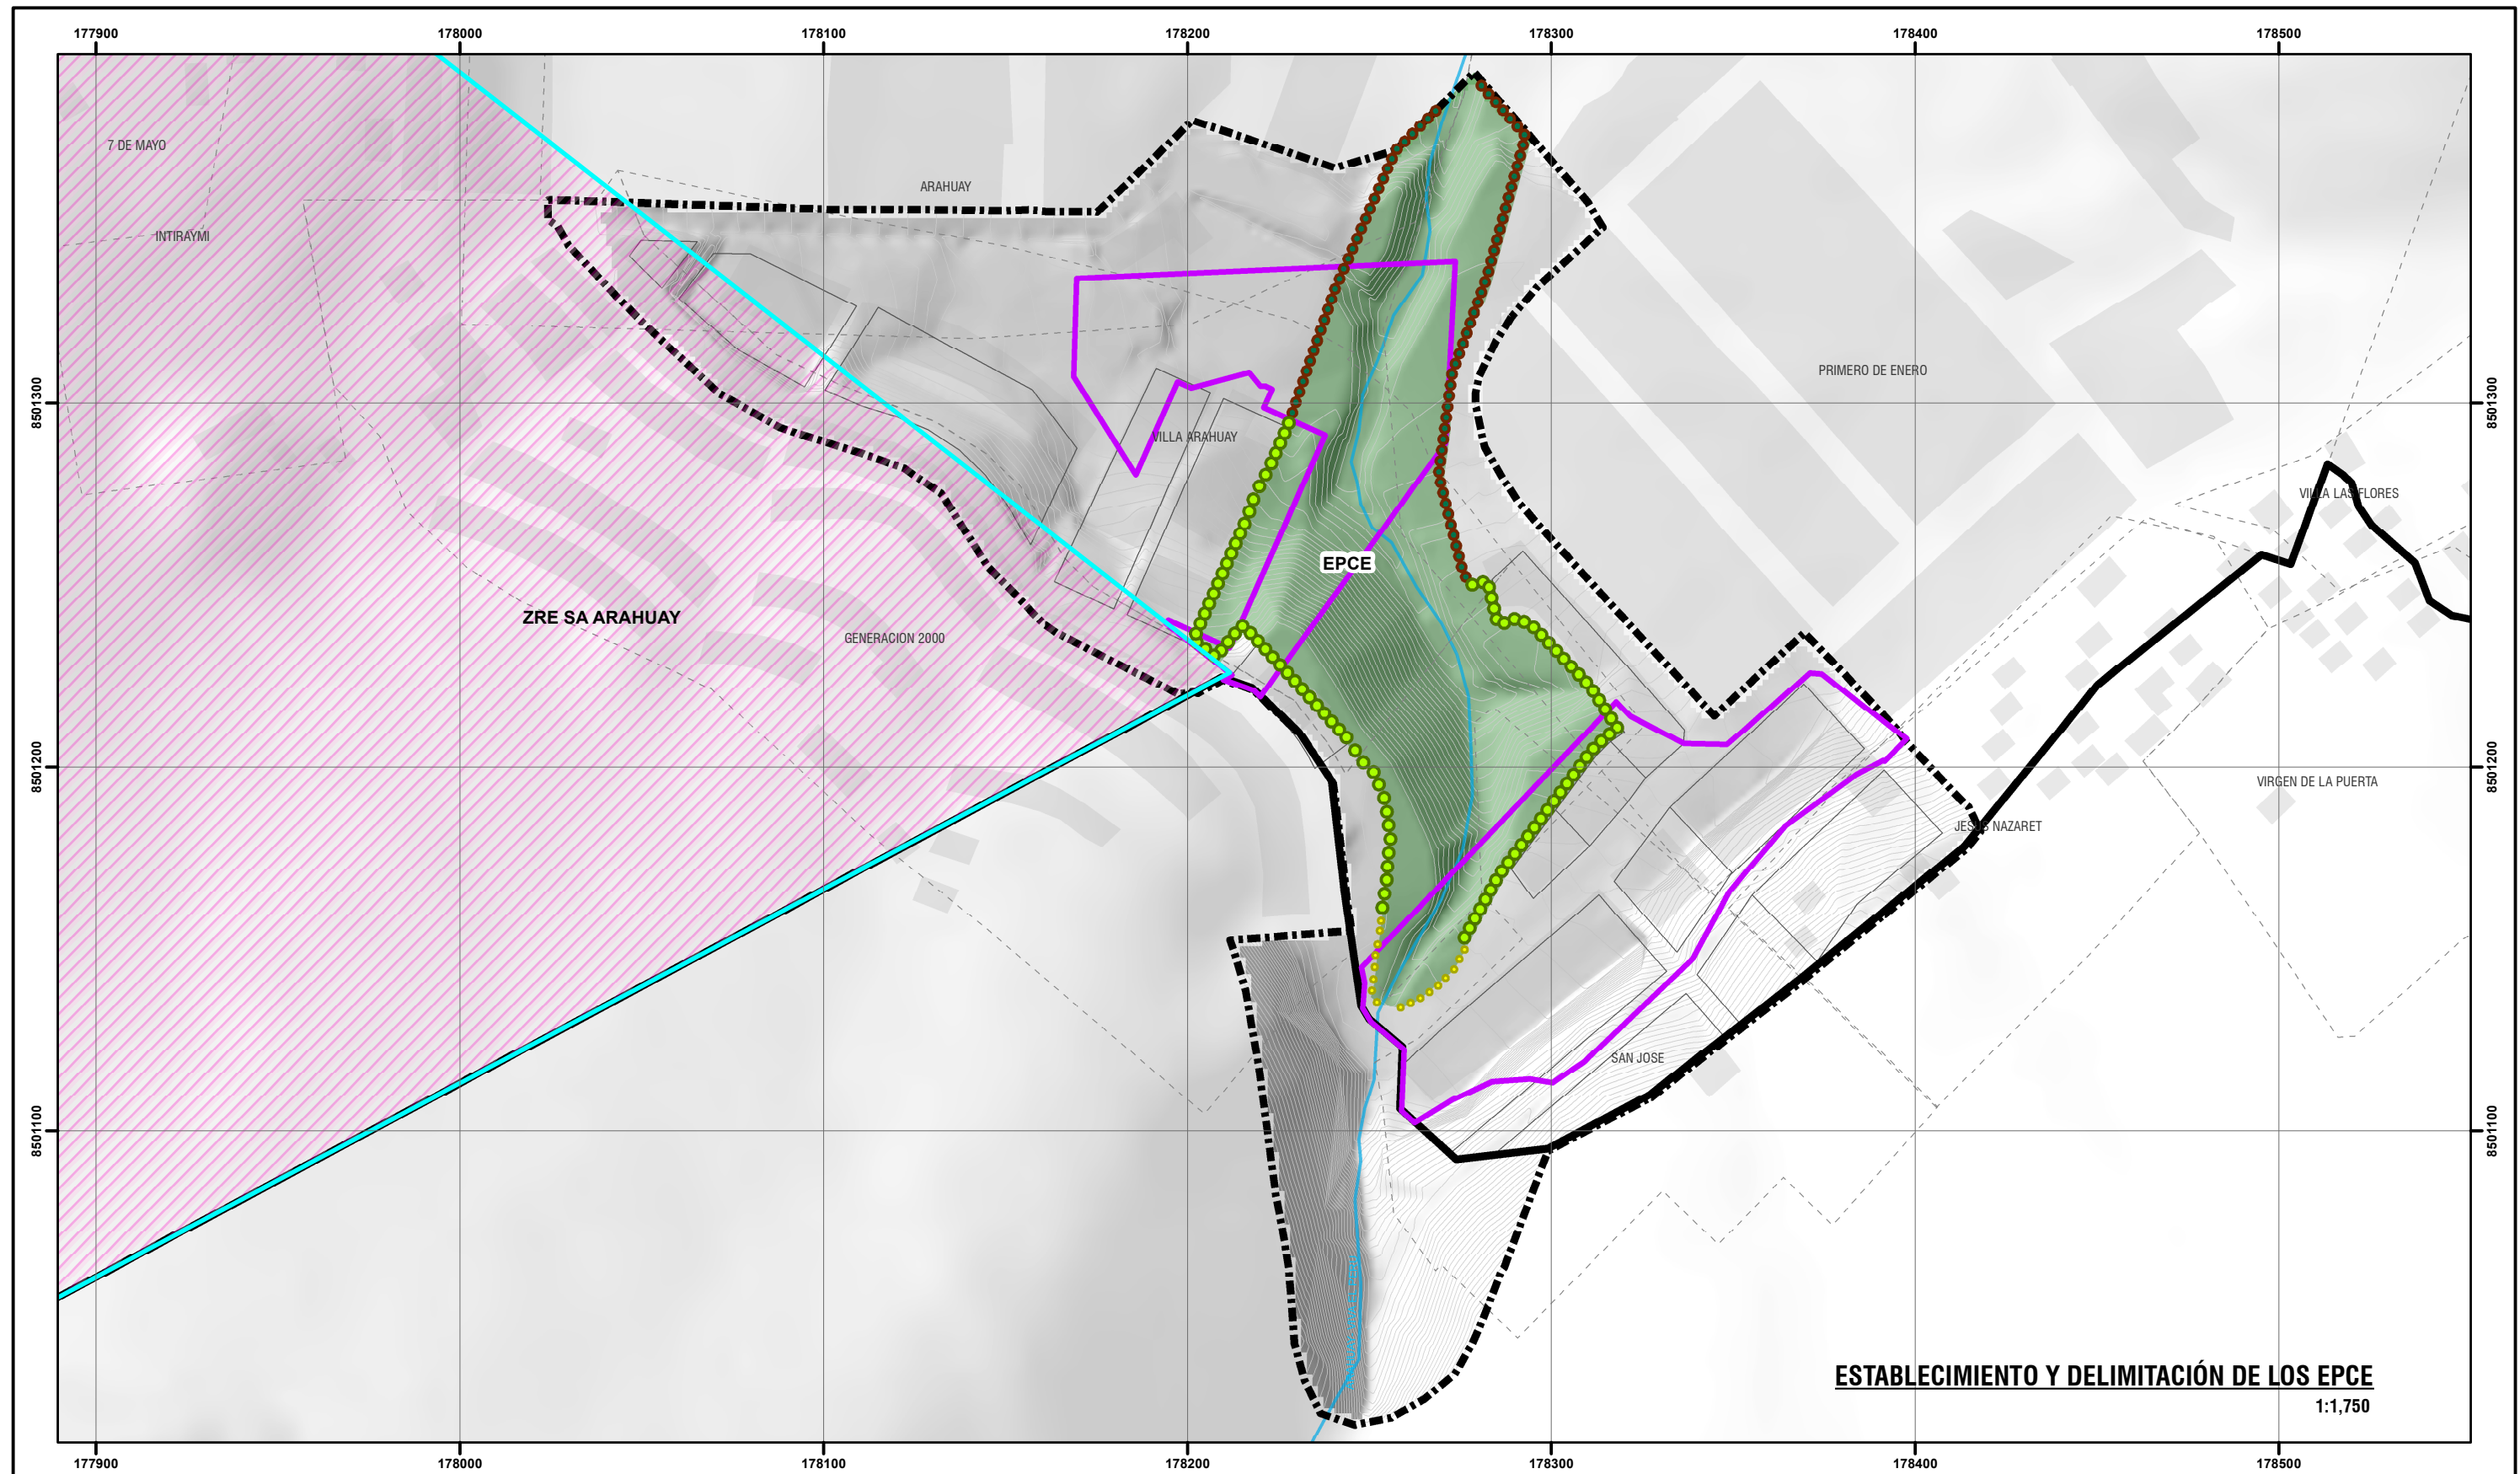 177900
178000
178100
178200
178300
178400
178500
7 DE MAYO
ARAHUAY
INTIRAYMI
8501300
8501300
PRIMERO DE ENERO
VILLA ARAHUAY
VILLA LAS FLORES
EPCE
ZRE SA ARAHUAY
GENERACION 2000
8501200
8501200
VIRGEN DE LA PUERTA
JESUS NAZARET
SAN JOSE
8501100
8501100
ESTABLECIMIENTO Y DELIMITACIÓN DE LOS EPCE
1:1,750
177900
178000
178100
178200
178300
178400
178500